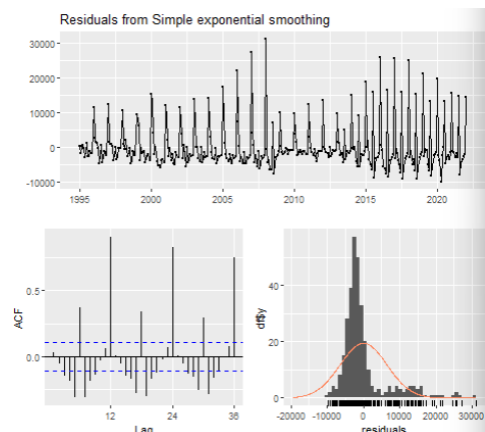 Residuals from Simple exponential smoothing
30000
20000
10000
0
-10000
1995 2000 2005 2010 2015 2020
ACF
0.5
0.0
12 24 36
Lag
df$y
40
20
0
-20000 -10000 0 10000 20000 30000
residuals